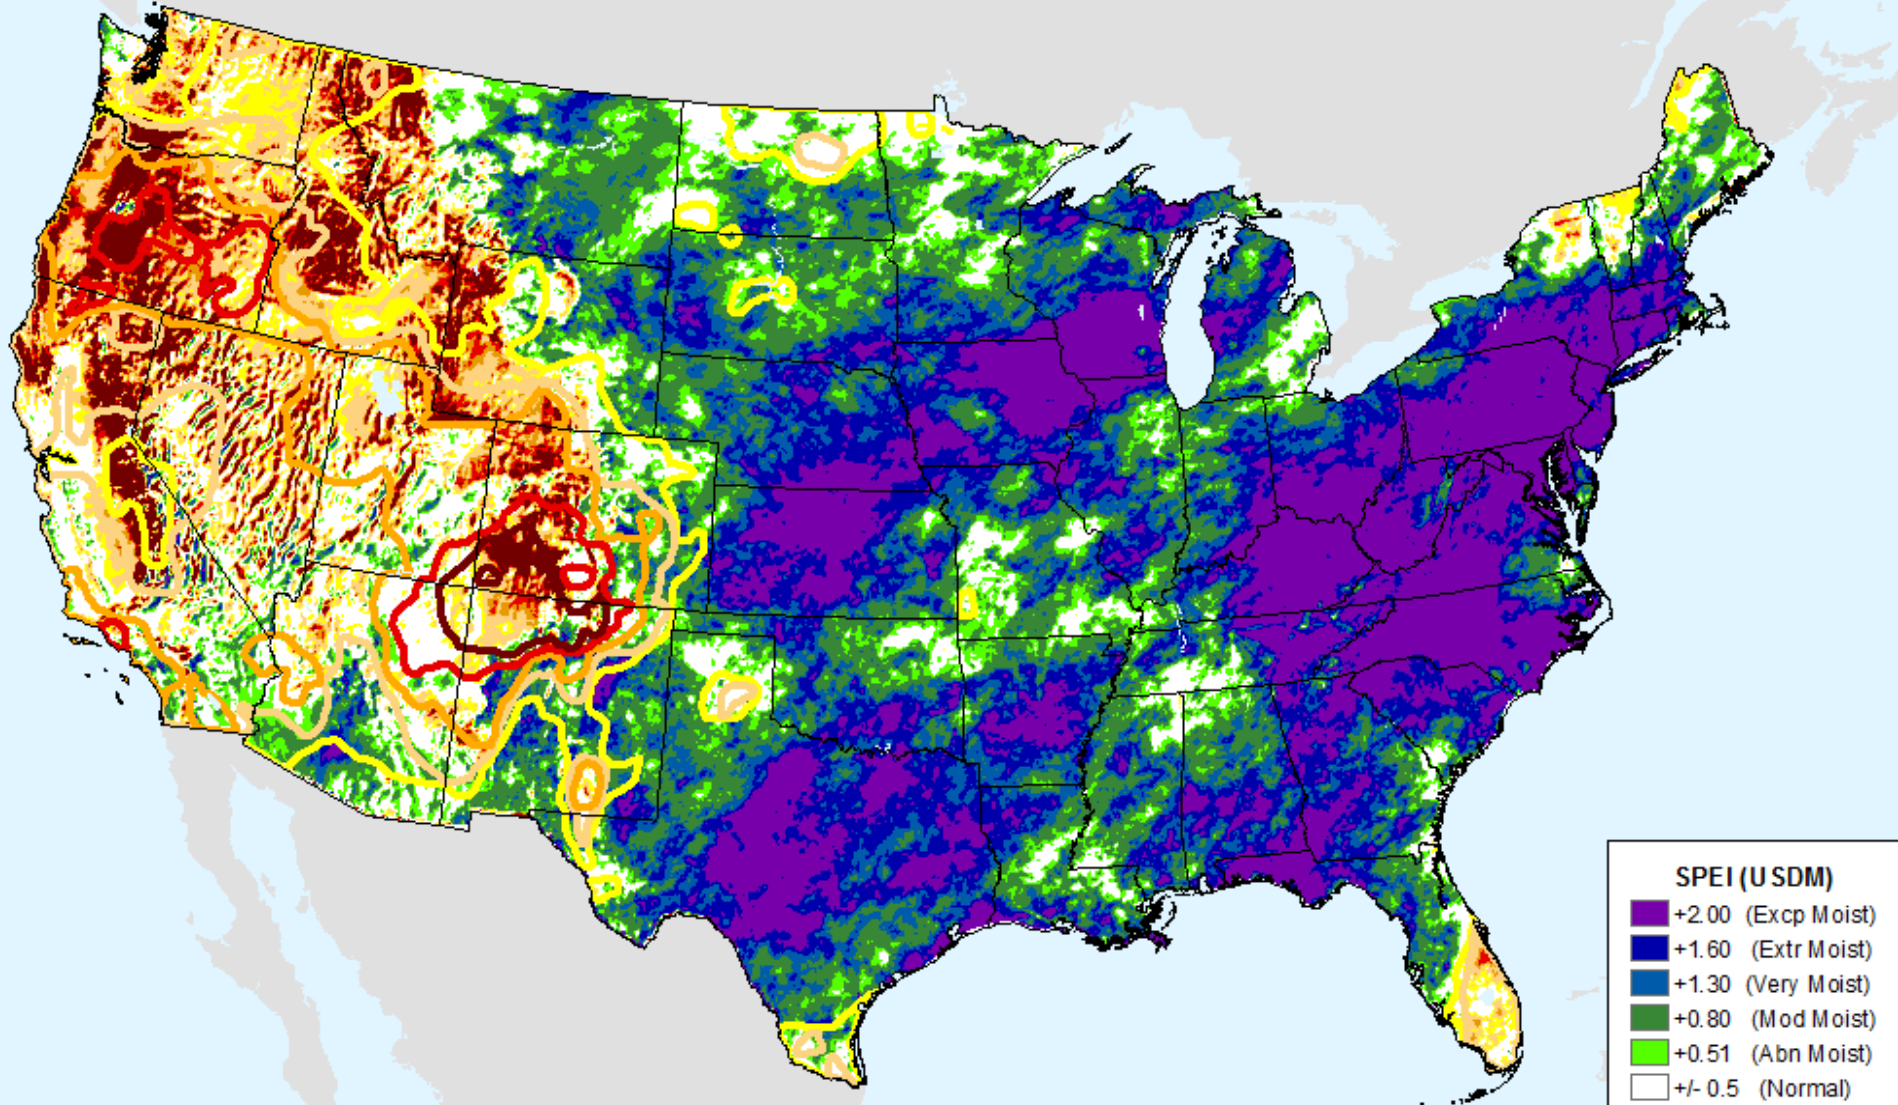 SPEI (USDM)
+2.00 (Excp Moist)
+1.60 (Extr Moist)
+1.30 (Very Moist)
+0.80 (Mod Moist)
+0.51 (Abn Moist)
+/- 0.5 (Normal)